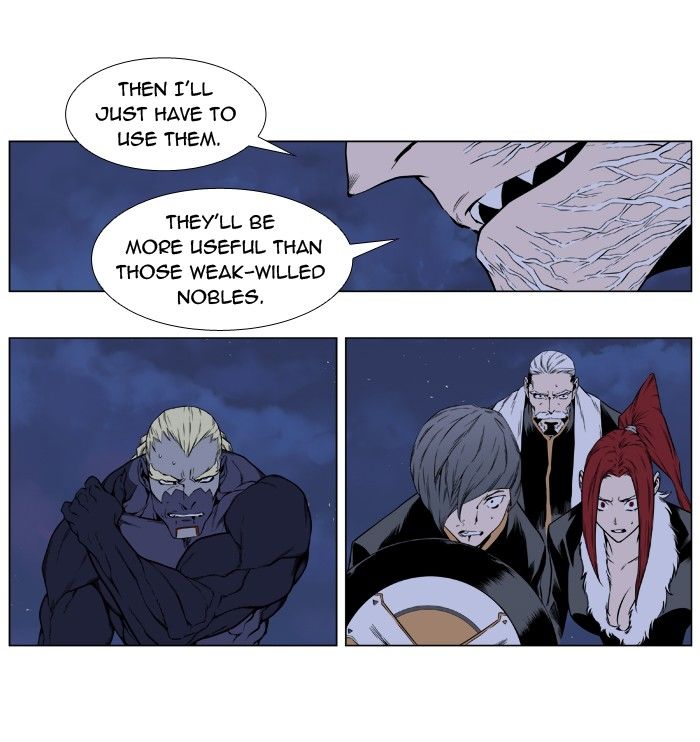 THEN I'LL
JUST HAVE TO
USE THEM.
THEY'LL BE
MORE USEFUL THAN
THOSE WEAK-WILLED
NOBLES.